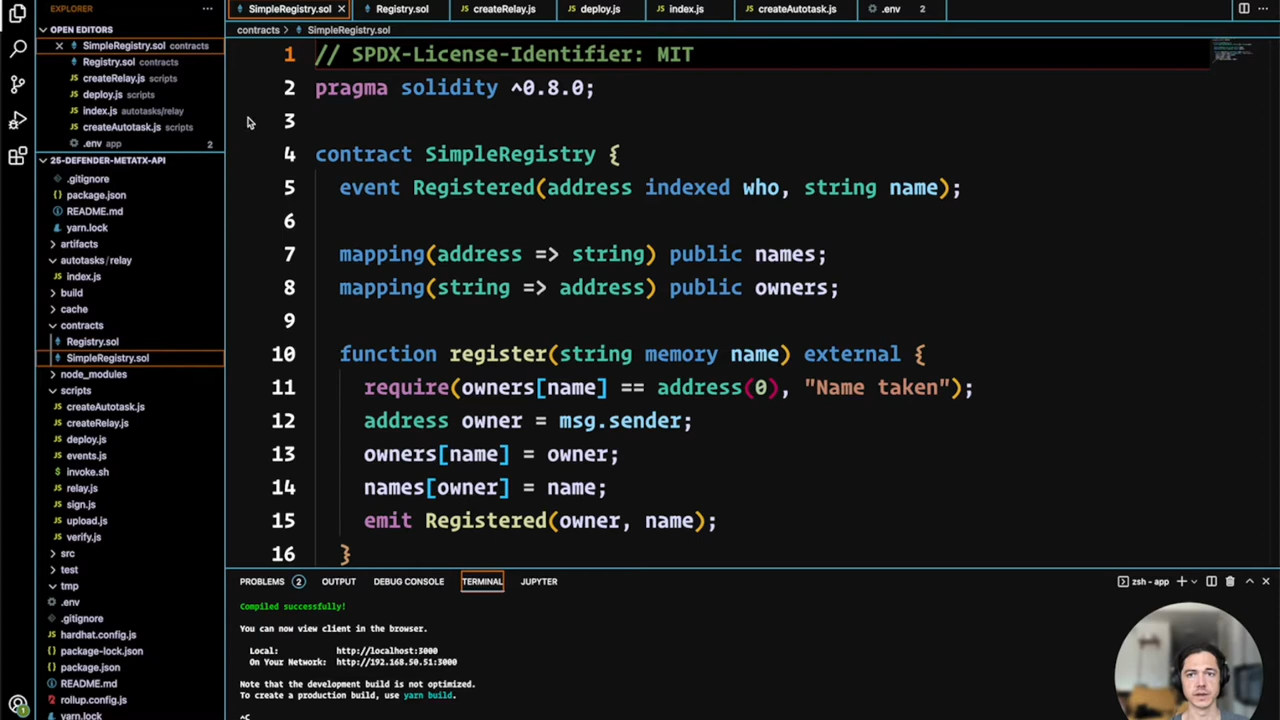 EXPLORER
OPEN EDITORS
SimpleRegistry.sol contracts
Registry.sol contracts
createRelay.js scripts
deploy.js scripts
index.js autotasks/relay
createAutotask.js scripts
.env app 2
25-DEFENDER-METATX-API
.gitignore
package.json
README.md
yarn.lock
artifacts
autotasks / relay
index.js
build
cache
contracts
Registry.sol
SimpleRegistry.sol
node_modules
scripts
createAutotask.js
createRelay.js
deploy.js
events.js
invoke.sh
relay.js
sign.js
upload.js
verify.js
src
test
tmp
.env
.gitignore
hardhat.config.js
package-lock.json
package.json
README.md
rollup.config.js
yarn.lock
SimpleRegistry.sol Registry.sol createRelay.js deploy.js index.js createAutotask.js .env 2
contracts > SimpleRegistry.sol
1 // SPDX-License-Identifier: MIT
2 pragma solidity ^0.8.0;
3
4 contract SimpleRegistry {
5 event Registered(address indexed who, string name);
6
7 mapping(address => string) public names;
8 mapping(string => address) public owners;
9
10 function register(string memory name) external {
11 require(owners[name] == address(0), "Name taken");
12 address owner = msg.sender;
13 owners[name] = owner;
14 names[owner] = name;
15 emit Registered(owner, name);
16 }
PROBLEMS 2 OUTPUT DEBUG CONSOLE TERMINAL JUPYTER zsh - app
Compiled successfully!
You can now view client in the browser.
Local: http://localhost:3000
On Your Network: http://192.168.50.51:3000
Note that the development build is not optimized.
To create a production build, use yarn build.
^C